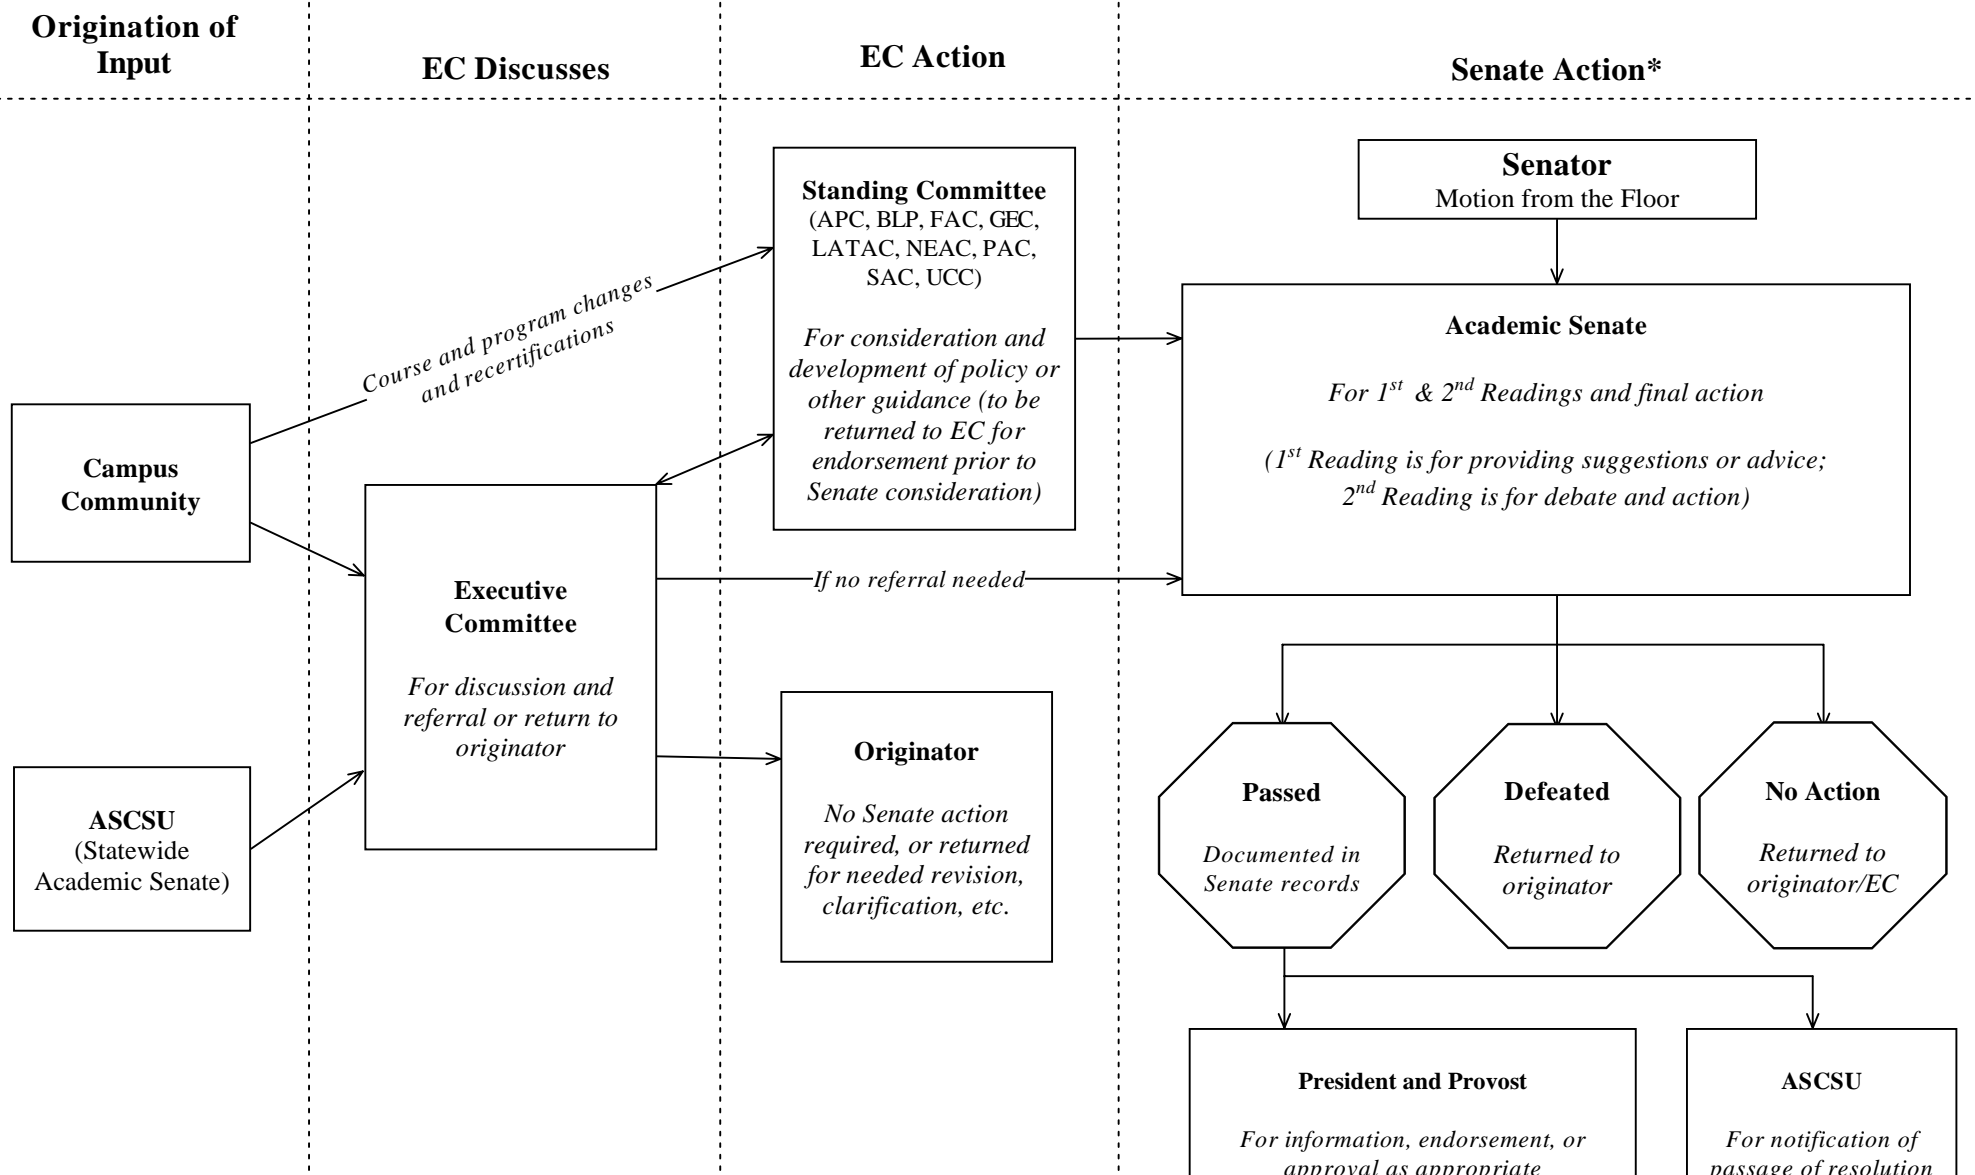 Origination of
Input
EC Discusses
EC Action
Senate Action*
Senator
Motion from the Floor
Standing Committee
(APC, BLP, FAC, GEC,
LATAC, NEAC, PAC,
SAC, UCC)
For consideration and
development of policy or
other guidance (to be
returned to EC for
endorsement prior to
Senate consideration)
Course and program changes
and recertifications
Academic Senate
For 1st & 2nd Readings and final action
(1st Reading is for providing suggestions or advice;
2nd Reading is for debate and action)
Campus
Community
Executive
Committee
For discussion and
referral or return to
originator
If no referral needed
Originator
No Senate action
required, or returned
for needed revision,
clarification, etc.
ASCSU
(Statewide
Academic Senate)
Passed
Documented in
Senate records
Defeated
Returned to
originator
No Action
Returned to
originator/EC
President and Provost
For information, endorsement, or
approval as appropriate
ASCSU
For notification of
passage of resolution